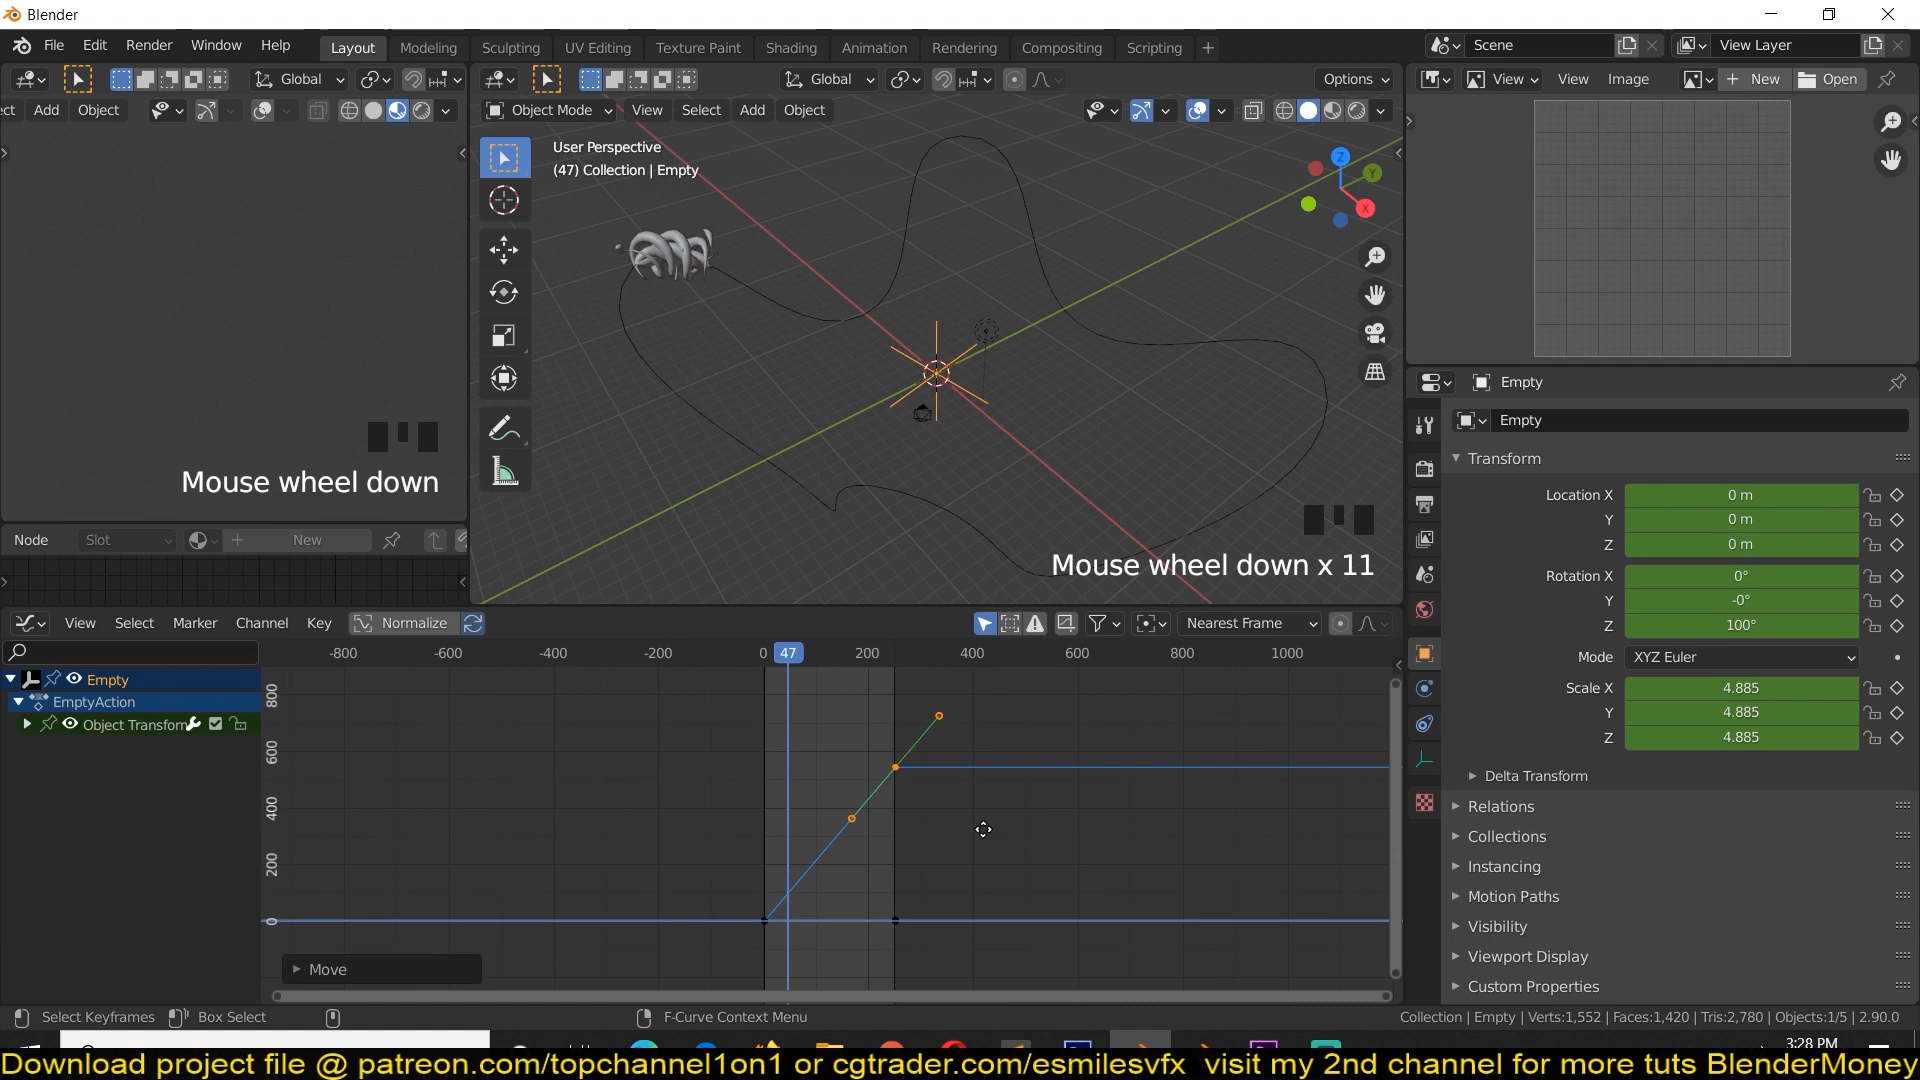 Blender
File Edit Render Window Help Layout Modeling Sculpting UV Editing Texture Paint Shading Animation Rendering Compositing Scripting + Scene View Layer
Global Global Options View View Image New Open
ect Add Object Object Mode View Select Add Object
User Perspective
(47) Collection | Empty
Z
Y
X
Mouse wheel down
Mouse wheel down x 11
Node Slot New
View Select Marker Channel Key Normalize Nearest Frame
-800 -600 -400 -200 0 47 200 400 600 800 1000
Empty
EmptyAction
Object Transform
800
600
400
200
0
Move
Empty
Empty
Transform
Location X 0 m
Y 0 m
Z 0 m
Rotation X 0°
Y -0°
Z 100°
Mode XYZ Euler
Scale X 4.885
Y 4.885
Z 4.885
Delta Transform
Relations
Collections
Instancing
Motion Paths
Visibility
Viewport Display
Custom Properties
Select Keyframes Box Select F-Curve Context Menu Collection | Empty | Verts:1,552 | Faces:1,420 | Tris:2,780 | Objects:1/5 | 2.90.0
3:28 PM
Download project file @ patreon.com/topchannel1on1 or cgtrader.com/esmilesvfx visit my 2nd channel for more tuts BlenderMoney